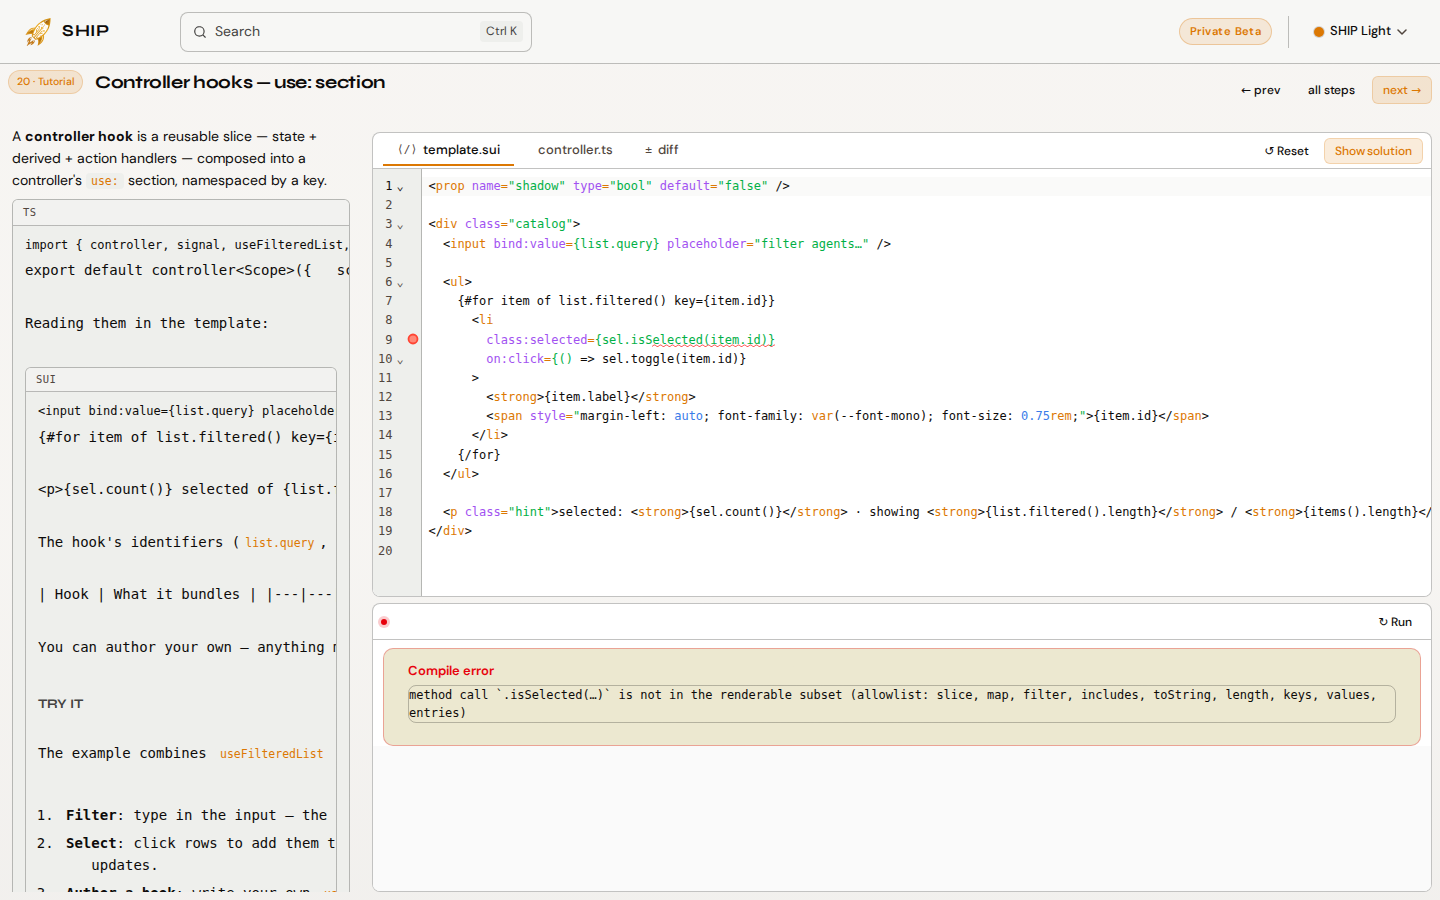 SHIP
Search
Ctrl K
Private Beta
SHIP Light
20 · Tutorial
Controller hooks — use: section
← prev
all steps
next →
A controller hook is a reusable slice — state +
derived + action handlers — composed into a
controller's use: section, namespaced by a key.
TS
import { controller, signal, useFilteredList,
export default controller<Scope>({   sc
Reading them in the template:
SUI
<input bind:value={list.query} placeholde
{#for item of list.filtered() key={i
<p>{sel.count()} selected of {list.
The hook's identifiers ( list.query ,
| Hook | What it bundles | |---|---
You can author your own — anything
TRY IT
The example combines useFilteredList
1. Filter: type in the input — the
2. Select: click rows to add them t
updates.
3. Author a hook: write your own
⟨/⟩ template.sui
controller.ts
± diff
↺ Reset
Show solution
1 <prop name="shadow" type="bool" default="false" />
2
3 <div class="catalog">
4 <input bind:value={list.query} placeholder="filter agents…" />
5
6 <ul>
7 {#for item of list.filtered() key={item.id}}
8 <li
9 class:selected={sel.isSelected(item.id)}
10 on:click={() => sel.toggle(item.id)}
11 >
12 <strong>{item.label}</strong>
13 <span style="margin-left: auto; font-family: var(--font-mono); font-size: 0.75rem;">{item.id}</span>
14 </li>
15 {/for}
16 </ul>
17
18 <p class="hint">selected: <strong>{sel.count()}</strong> · showing <strong>{list.filtered().length}</strong> / <strong>{items().length}</
19 </div>
20
↻ Run
Compile error
method call `.isSelected(…)` is not in the renderable subset (allowlist: slice, map, filter, includes, toString, length, keys, values,
entries)